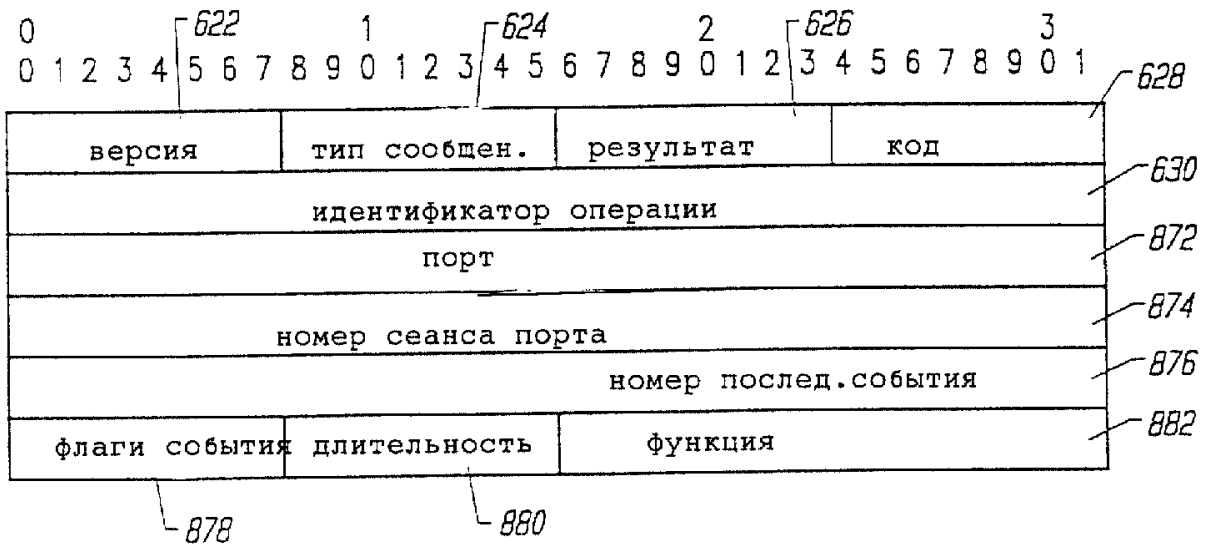 0 622 1 624 2 626 3
0 1 2 3 4 5 6 7 8 9 0 1 2 3 4 5 6 7 8 9 0 1 2 3 4 5 6 7 8 9 0 1
628
версия тип сообщен. результат код
630
идентификатор операции
872
порт
874
номер сеанса порта
876
номер послед.события
882
флаги события длительность функция
878 880